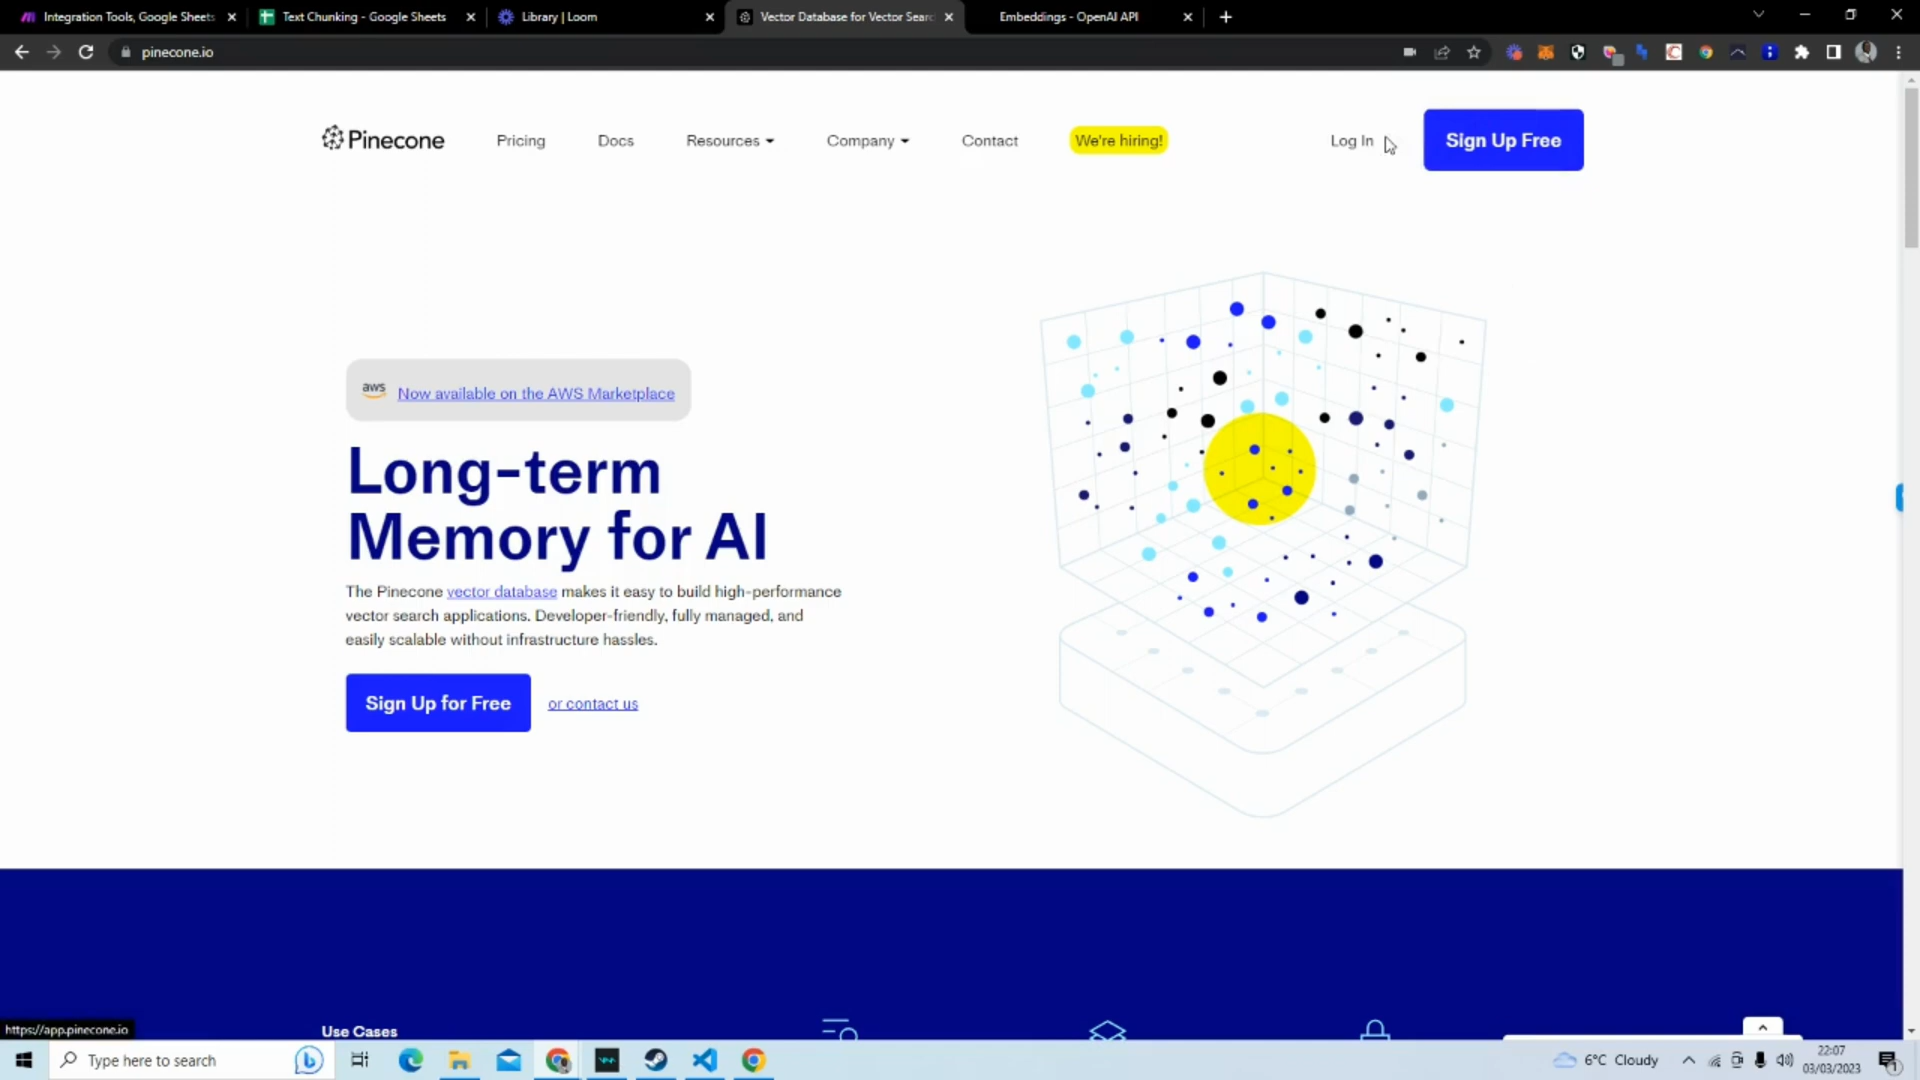 Integration Tools, Google Sheets
Text Chunking - Google Sheets
Library | Loom
Vector Database for Vector Searc
Embeddings - OpenAI API
pinecone.io
Pinecone
Pricing
Docs
Resources
Company
Contact
We're hiring!
Log In
Sign Up Free
aws
Now available on the AWS Marketplace
Long-term
Memory for AI
The Pinecone vector database makes it easy to build high-performance
vector search applications. Developer-friendly, fully managed, and
easily scalable without infrastructure hassles.
Sign Up for Free
or contact us
https://app.pinecone.io
Use Cases
Type here to search
6°C Cloudy
22:07
03/03/2023
1